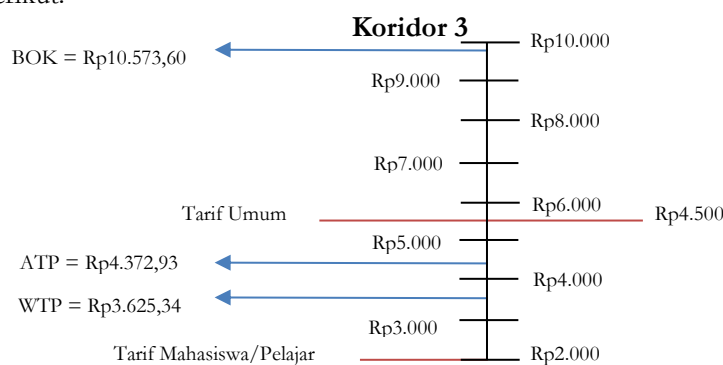 Koridor 3
Rp10.000
BOK = Rp10.573,60
Rp9.000
Rp8.000
Rp7.000
Rp6.000
Tarif Umum
Rp4.500
Rp5.000
ATP = Rp4.372,93
Rp4.000
WTP = Rp3.625,34
Rp3.000
Tarif Mahasiswa/Pelajar
Rp2.000